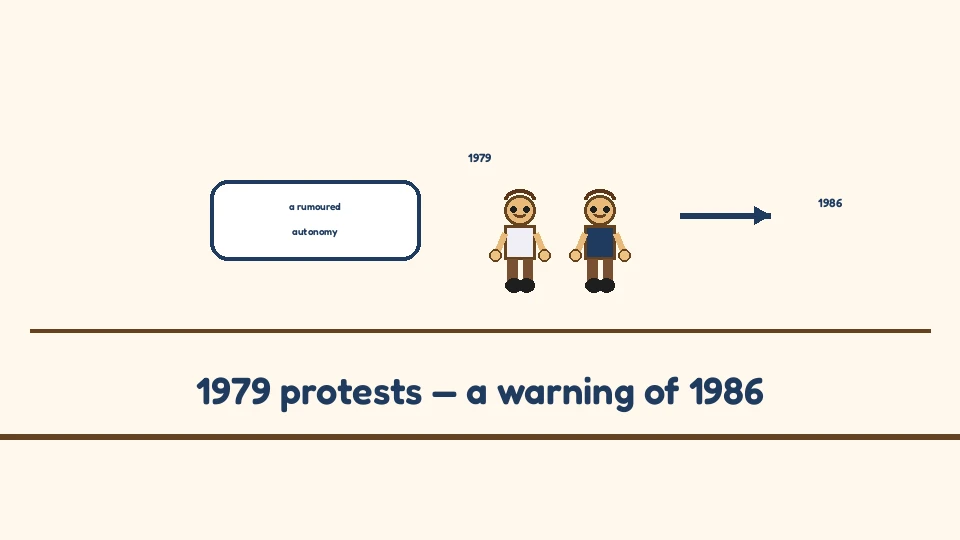 1979
a rumoured
autonomy
1986
1979 protests — a warning of 1986